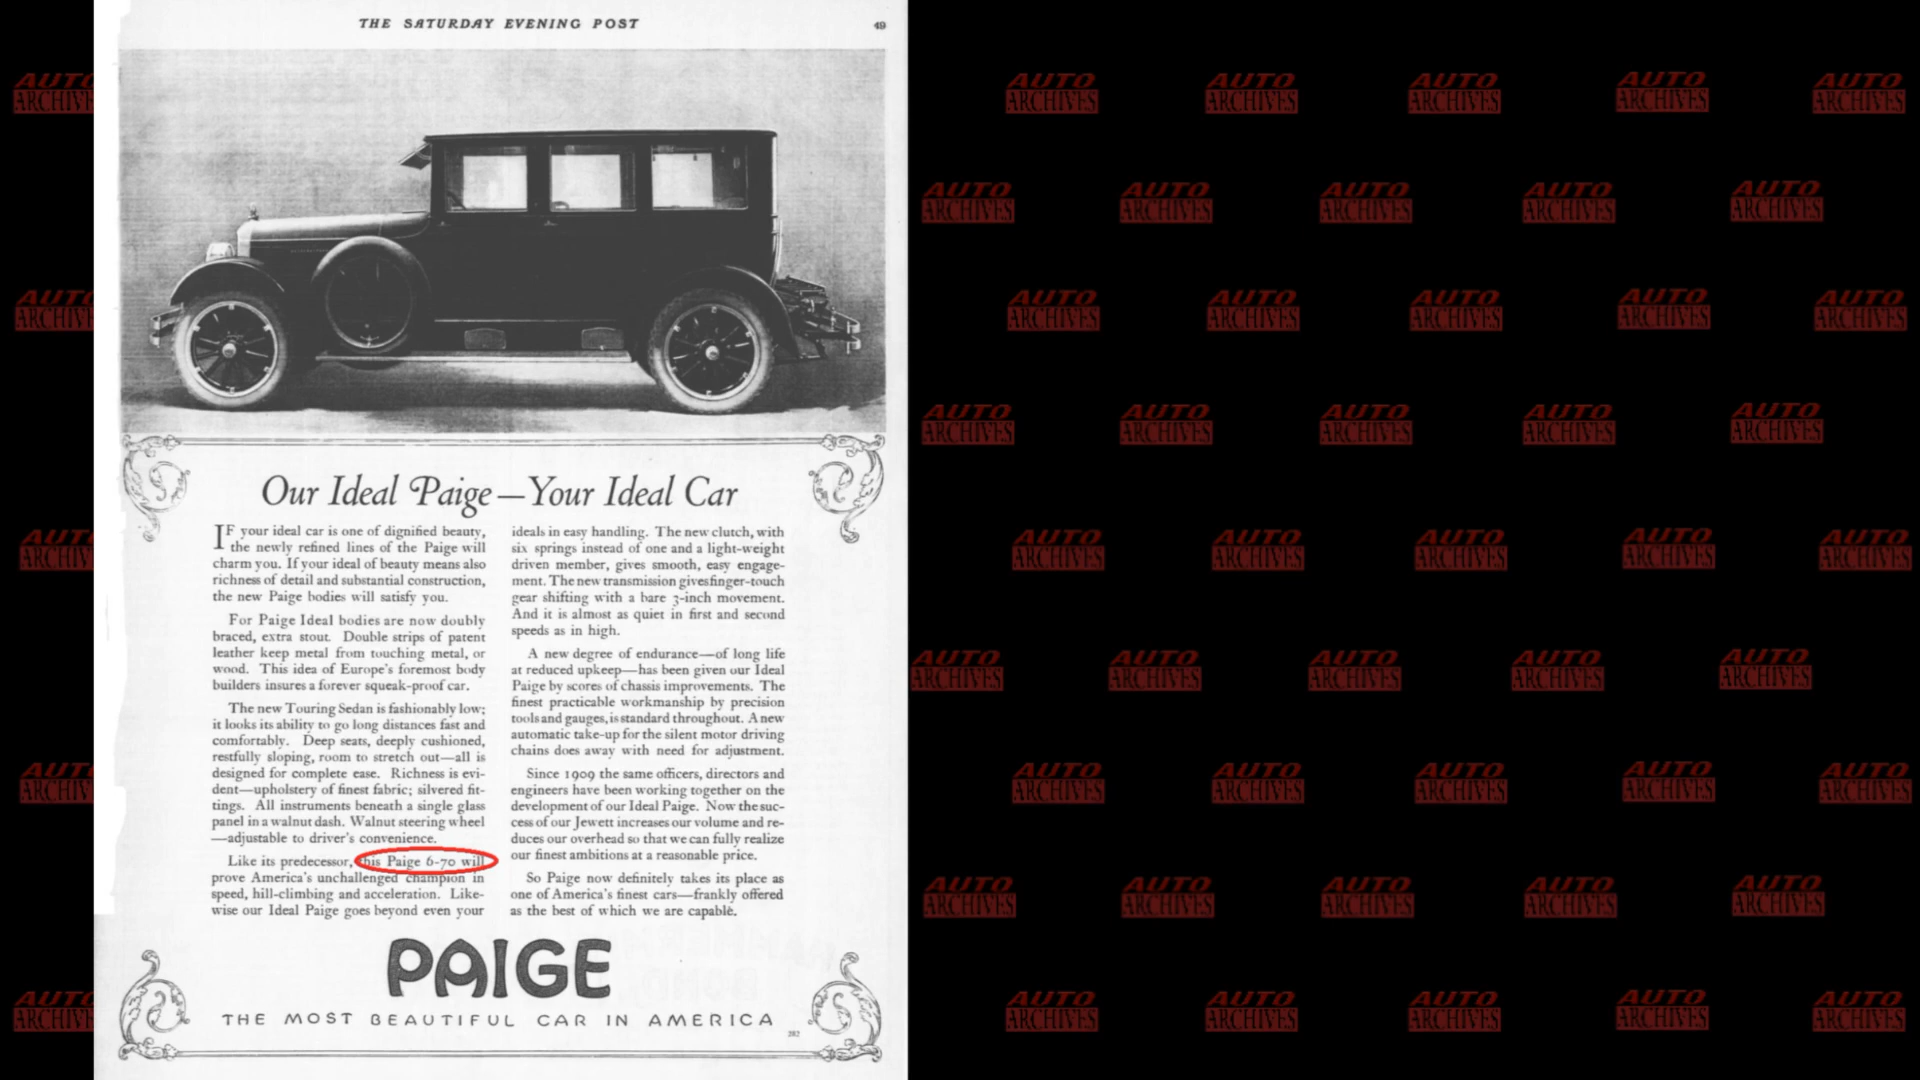 THE SATURDAY EVENING POST
49
Our Ideal Paige—Your Ideal Car
IF your ideal car is one of dignified beauty,
the newly refined lines of the Paige will
charm you. If your ideal of beauty means also
richness of detail and substantial construction,
the new Paige bodies will satisfy you.
For Paige Ideal bodies are now doubly
braced, extra stout. Double strips of patent
leather keep metal from touching metal, or
wood. This idea of Europe's foremost body
builders insures a forever squeak-proof car.
The new Touring Sedan is fashionably low;
it looks its ability to go long distances fast and
comfortably. Deep seats, deeply cushioned,
restfully sloping, room to stretch out—all is
designed for complete ease. Richness is evi-
dent—upholstery of finest fabric; silvered fit-
tings. All instruments beneath a single glass
panel in a walnut dash. Walnut steering wheel
—adjustable to driver's convenience.
Like its predecessor, this Paige 6-70 will
prove America's unchallenged champion in
speed, hill-climbing and acceleration. Like-
wise our Ideal Paige goes beyond even your
ideals in easy handling. The new clutch, with
six springs instead of one and a light-weight
driven member, gives smooth, easy engage-
ment. The new transmission gives finger-touch
gear shifting with a bare 3-inch movement.
And it is almost as quiet in first and second
speeds as in high.
A new degree of endurance—of long life
at reduced upkeep—has been given our Ideal
Paige by scores of chassis improvements. The
finest practicable workmanship by precision
tools and gauges, is standard throughout. A new
automatic take-up for the silent motor driving
chains does away with need for adjustment.
Since 1909 the same officers, directors and
engineers have been working together on the
development of our Ideal Paige. Now the suc-
cess of our Jewett increases our volume and re-
duces our overhead so that we can fully realize
our finest ambitions at a reasonable price.
So Paige now definitely takes its place as
one of America's finest cars—frankly offered
as the best of which we are capable.
PAIGE
THE MOST BEAUTIFUL CAR IN AMERICA
282
AUTO
ARCHIVES